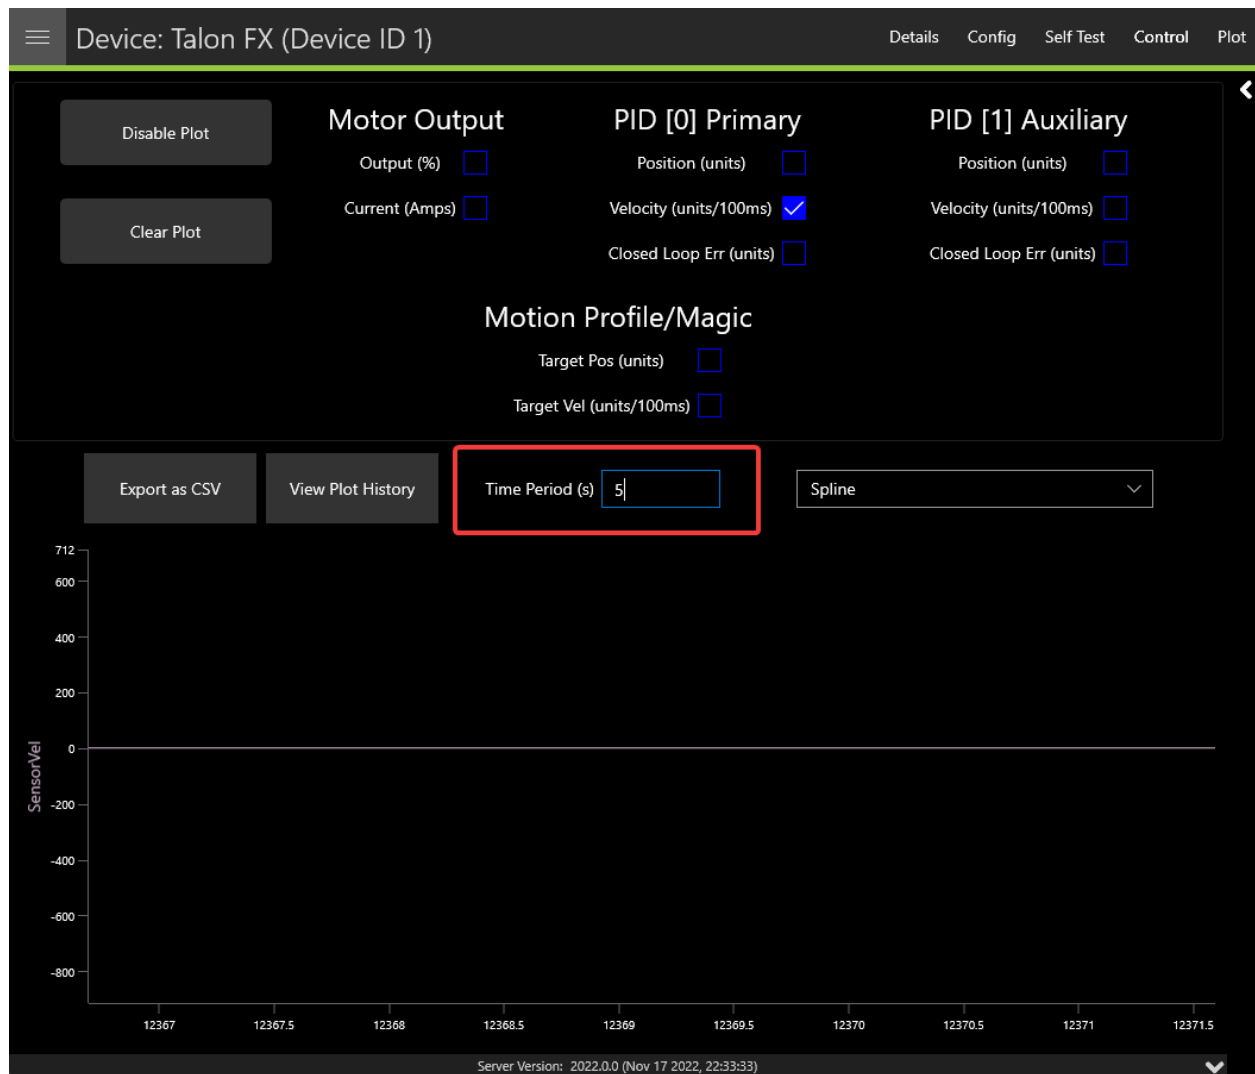 Device: Talon FX (Device ID 1)
Details Config Self Test Control Plot
Disable Plot
Clear Plot
Motor Output
Output (%)
Current (Amps)
PID [0] Primary
Position (units)
Velocity (units/100ms)
Closed Loop Err (units)
PID [1] Auxiliary
Position (units)
Velocity (units/100ms)
Closed Loop Err (units)
Motion Profile/Magic
Target Pos (units)
Target Vel (units/100ms)
Export as CSV
View Plot History
Time Period (s) 5
Spline
SensorVel
712
600
400
200
0
-200
-400
-600
-800
12367 12367.5 12368 12368.5 12369 12369.5 12370 12370.5 12371 12371.5
Server Version: 2022.0.0 (Nov 17 2022, 22:33:33)